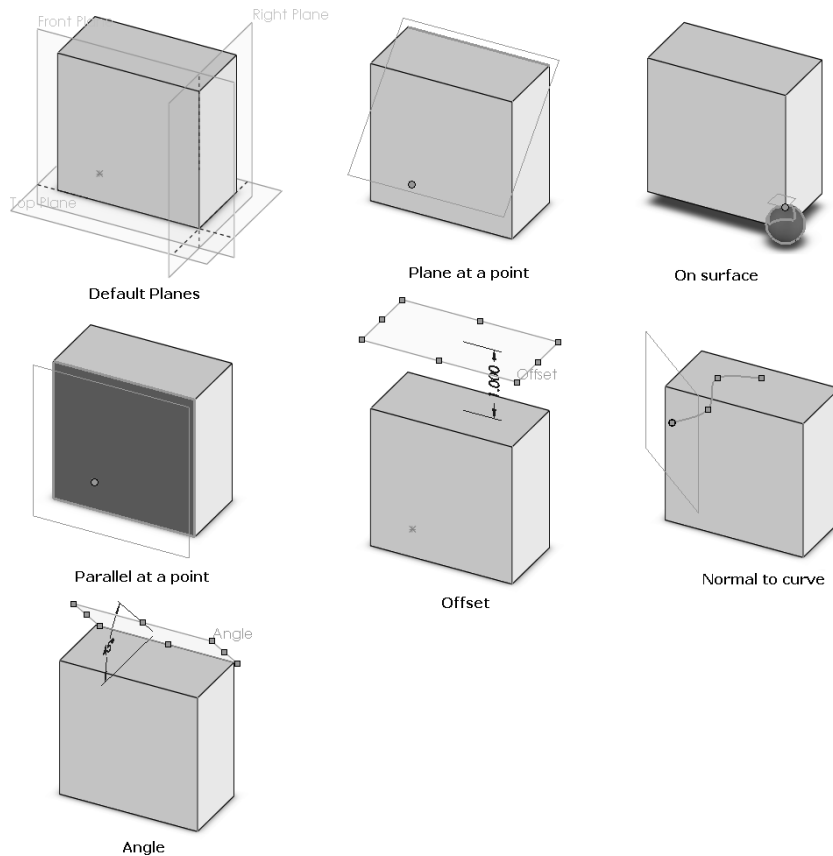 Front Pl
Right Plane
Top Plane
Default Planes
Plane at a point
On surface
Parallel at a point
Offset
1.000
Offset
Normal to curve
Angle
Angle